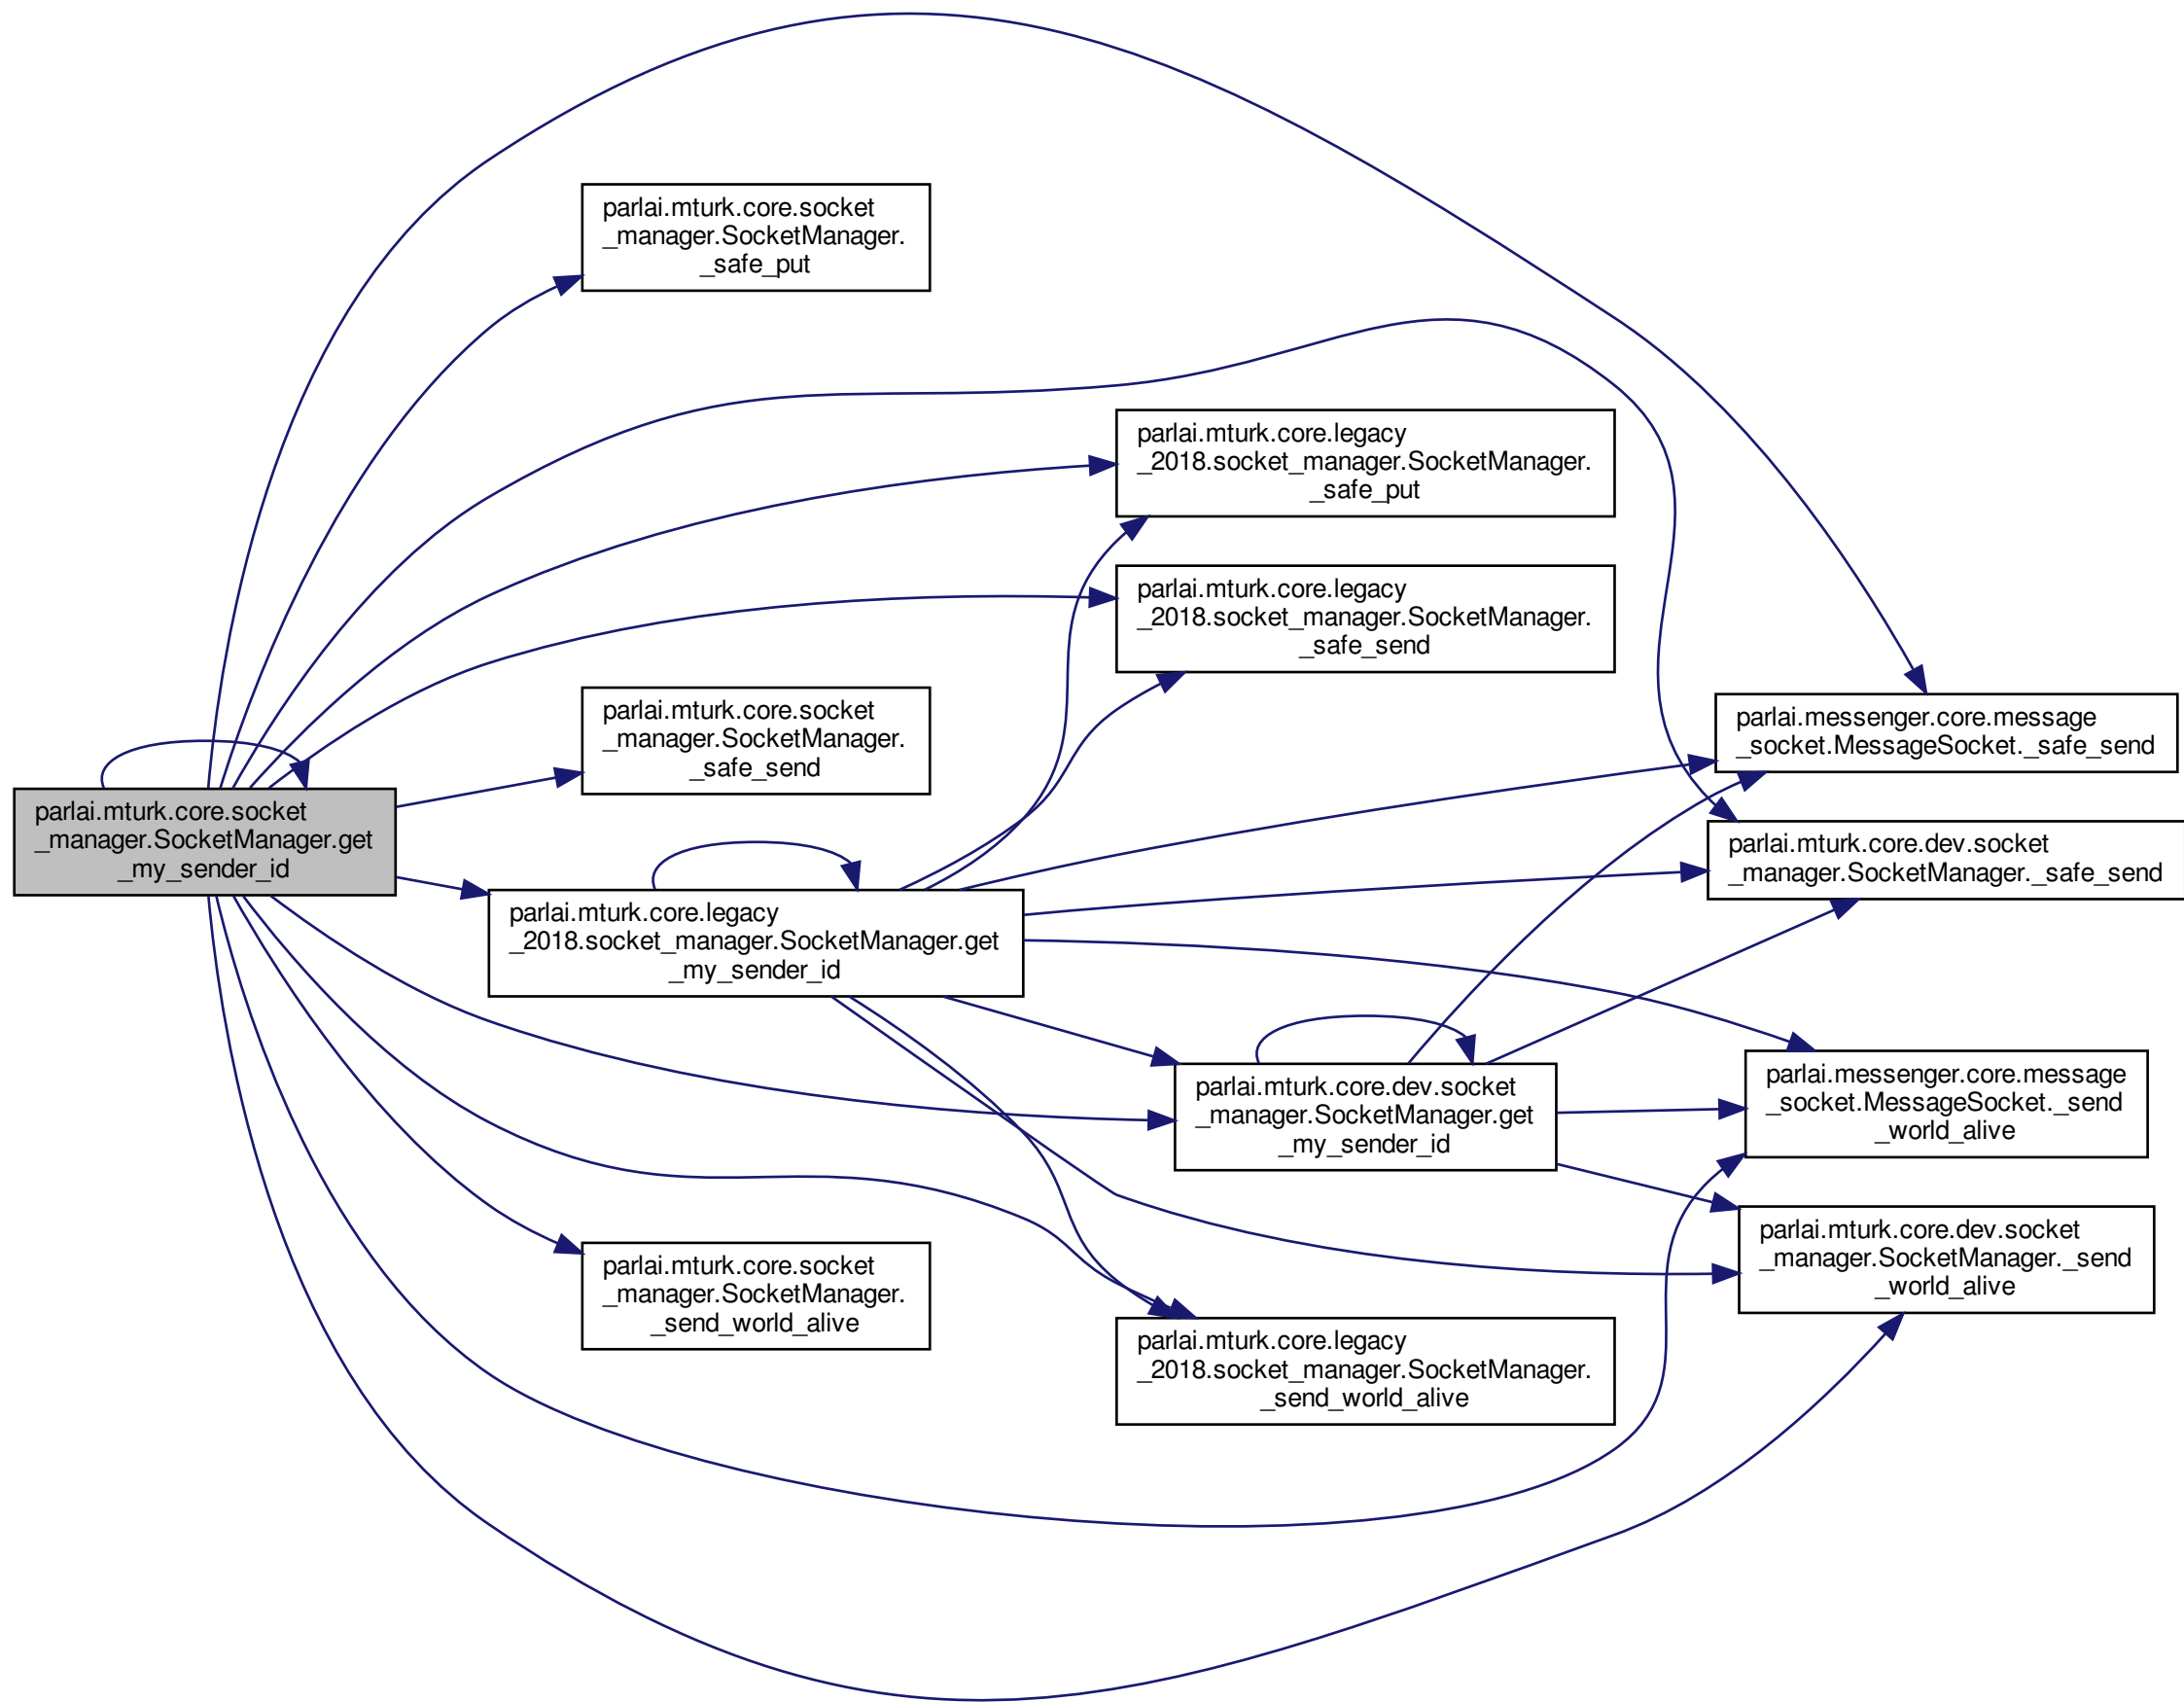 parlai.mturk.core.socket
_manager.SocketManager.
_safe_put
parlai.mturk.core.legacy
_2018.socket_manager.SocketManager.
_safe_put
parlai.mturk.core.legacy
_2018.socket_manager.SocketManager.
_safe_send
parlai.mturk.core.socket
_manager.SocketManager.
_safe_send
parlai.messenger.core.message
_socket.MessageSocket._safe_send
parlai.mturk.core.socket
_manager.SocketManager.get
_my_sender_id
parlai.mturk.core.dev.socket
_manager.SocketManager._safe_send
parlai.mturk.core.legacy
_2018.socket_manager.SocketManager.get
_my_sender_id
parlai.mturk.core.dev.socket
_manager.SocketManager.get
_my_sender_id
parlai.messenger.core.message
_socket.MessageSocket._send
_world_alive
parlai.mturk.core.dev.socket
_manager.SocketManager._send
_world_alive
parlai.mturk.core.socket
_manager.SocketManager.
_send_world_alive
parlai.mturk.core.legacy
_2018.socket_manager.SocketManager.
_send_world_alive